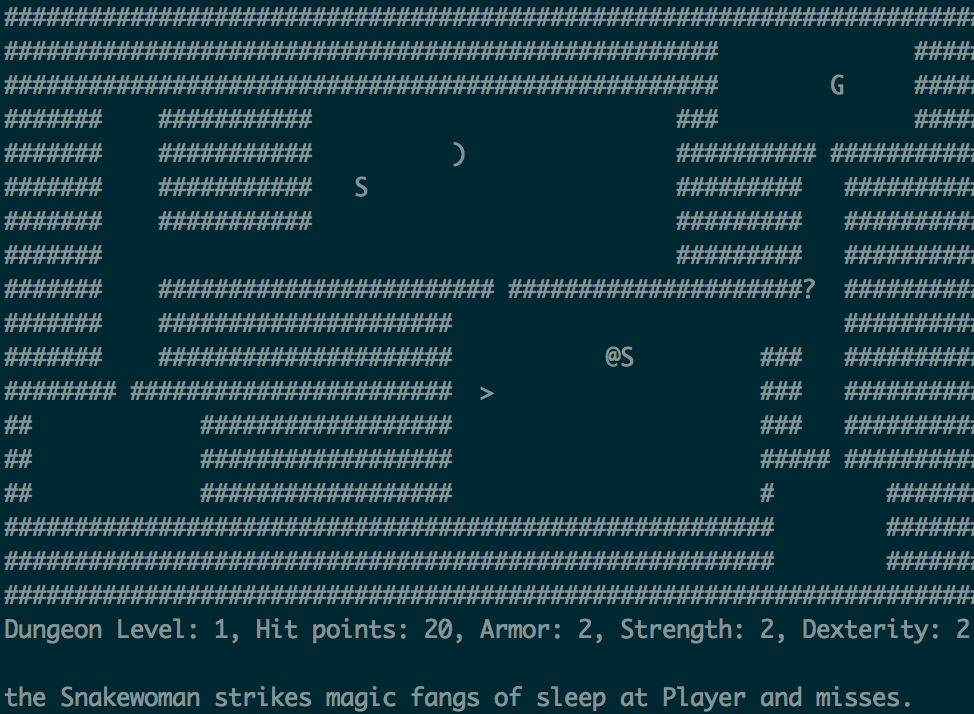 #####################################################################
###################################################              ####
###################################################        G     ####
#######    ###########                          ###              ####
#######    ###########          )               ########## ##########
#######    ###########   S                      #########   #########
#######    ###########                          #########   #########
#######                                         #########   #########
#######    ######################## #####################?  #########
#######    #####################                            #########
#######    #####################           @S         ###   #########
######## #######################  >                   ###   #########
##            ##################                      ###   #########
##            ##################                      ##### #########
##            ##################                      #        ######
#######################################################        ######
#######################################################        ######
#####################################################################
Dungeon Level: 1, Hit points: 20, Armor: 2, Strength: 2, Dexterity: 2
the Snakewoman strikes magic fangs of sleep at Player and misses.